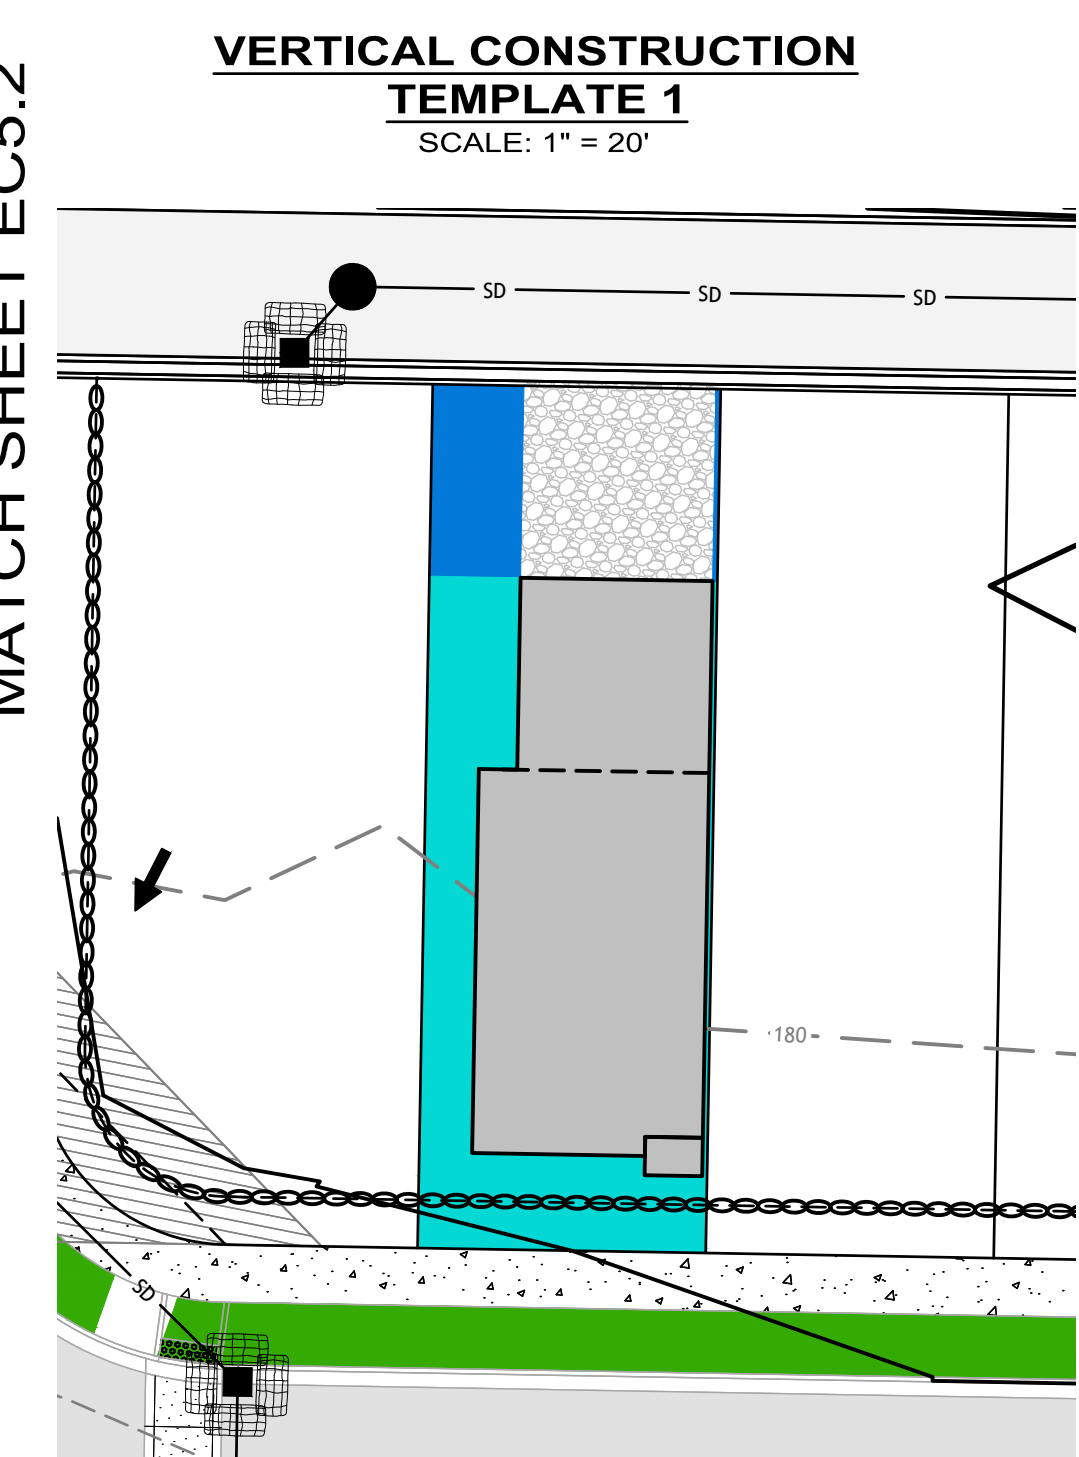 VERTICAL CONSTRUCTION
TEMPLATE 1
SCALE: 1" = 20'
MATCH SHEET EC5.2
SD
SD
SD
180
SD